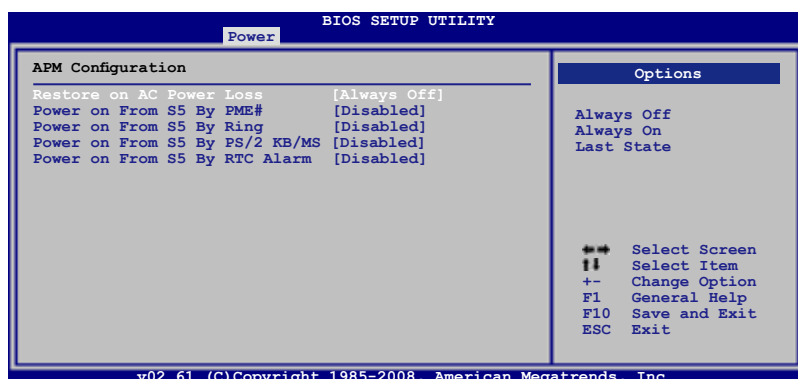 BIOS SETUP UTILITY
Power
APM Configuration
Restore on AC Power Loss [Always Off]
Power on From S5 By PME# [Disabled]
Power on From S5 By Ring [Disabled]
Power on From S5 By PS/2 KB/MS [Disabled]
Power on From S5 By RTC Alarm [Disabled]
Options
Always Off
Always On
Last State
Select Screen
Select Item
+- Change Option
F1 General Help
F10 Save and Exit
ESC Exit
v02.61 (C)Copyright 1985-2008, American Megatrends, Inc.